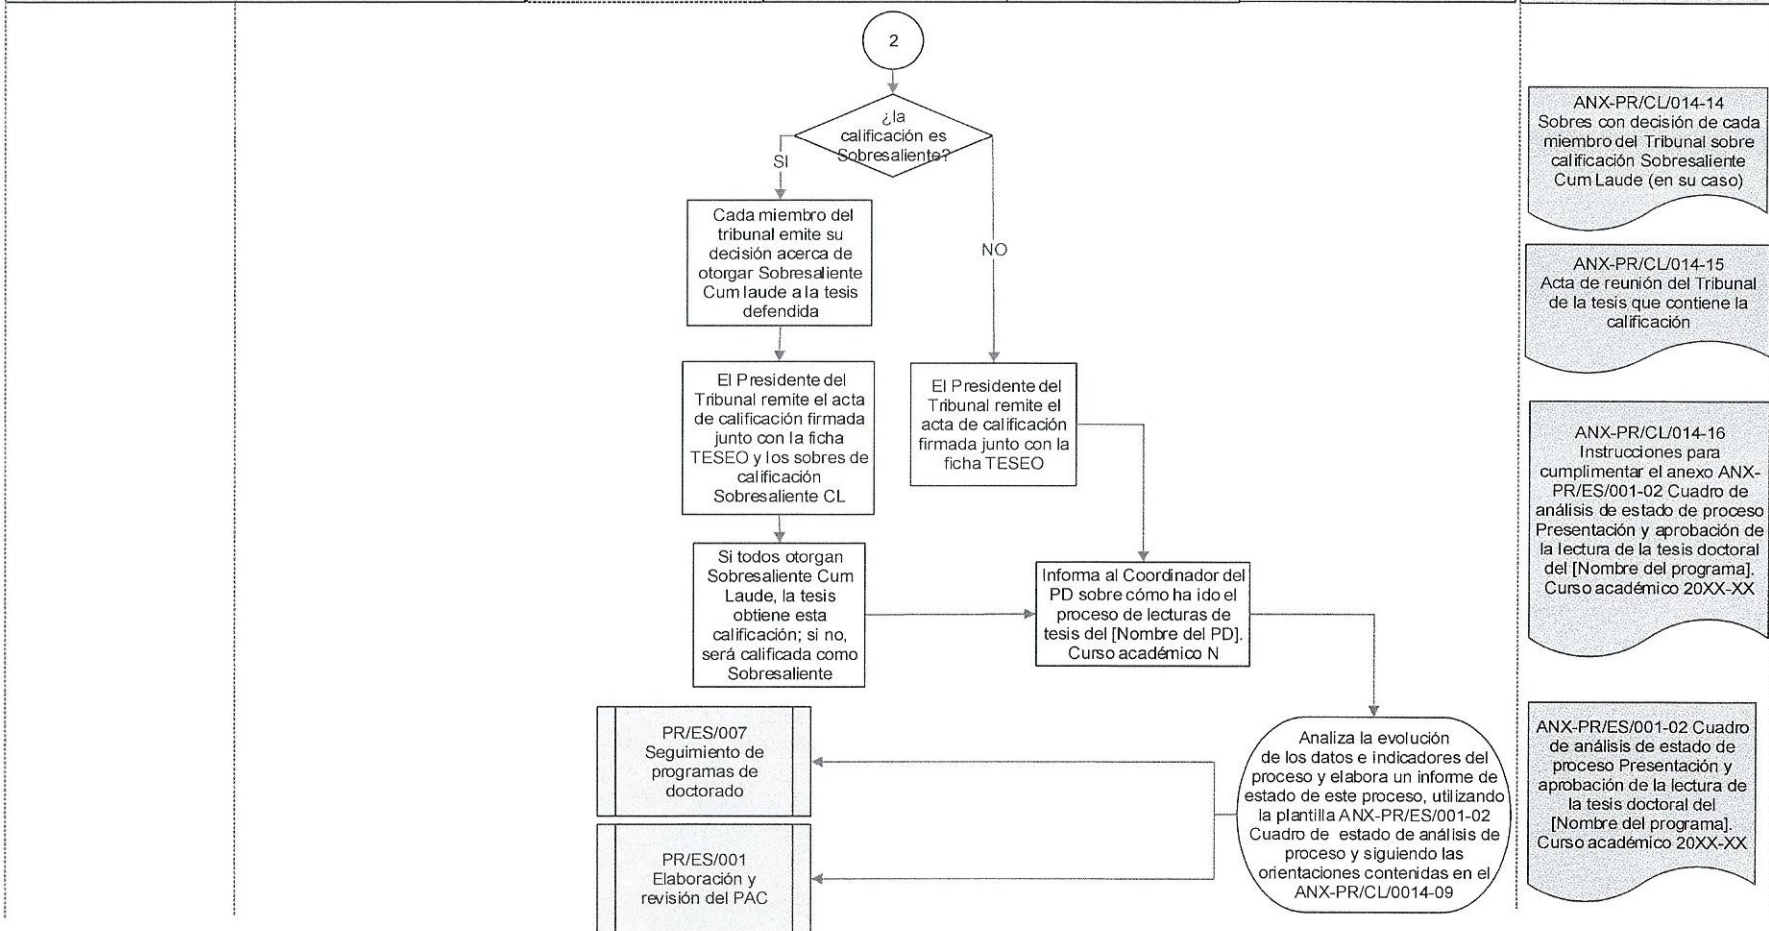 2
¿la
calificación es
Sobresaliente?
SI
NO
Cada miembro del
tribunal emite su
decisión acerca de
otorgar Sobresaliente
Cum laude a la tesis
defendida
El Presidente del
Tribunal remite el acta
de calificación firmada
junto con la ficha
TESEO y los sobres de
calificación
Sobresaliente CL
El Presidente del
Tribunal remite el
acta de calificación
firmada junto con la
ficha TESEO
Si todos otorgan
Sobresaliente Cum
Laude, la tesis
obtiene esta
calificación; si no,
será calificada como
Sobresaliente
Informa al Coordinador del
PD sobre cómo ha ido el
proceso de lecturas de
tesis del [Nombre del PD].
Curso académico N
Analiza la evolución
de los datos e indicadores del
proceso y elabora un informe de
estado de este proceso, utilizando
la plantilla ANX-PR/ES/001-02
Cuadro de estado de análisis de
proceso y siguiendo las
orientaciones contenidas en el
ANX-PR/CL/0014-09
PR/ES/007
Seguimiento de
programas de
doctorado
PR/ES/001
Elaboración y
revisión del PAC
ANX-PR/CL/014-14
Sobres con decisión de cada
miembro del Tribunal sobre
calificación Sobresaliente
Cum Laude (en su caso)
ANX-PR/CL/014-15
Acta de reunión del Tribunal
de la tesis que contiene la
calificación
ANX-PR/CL/014-16
Instrucciones para
cumplimentar el anexo ANX-
PR/ES/001-02 Cuadro de
análisis de estado de proceso
Presentación y aprobación de
la lectura de la tesis doctoral
del [Nombre del programa].
Curso académico 20XX-XX
ANX-PR/ES/001-02 Cuadro
de análisis de estado de
proceso Presentación y
aprobación de la lectura de
la tesis doctoral del
[Nombre del programa].
Curso académico 20XX-XX